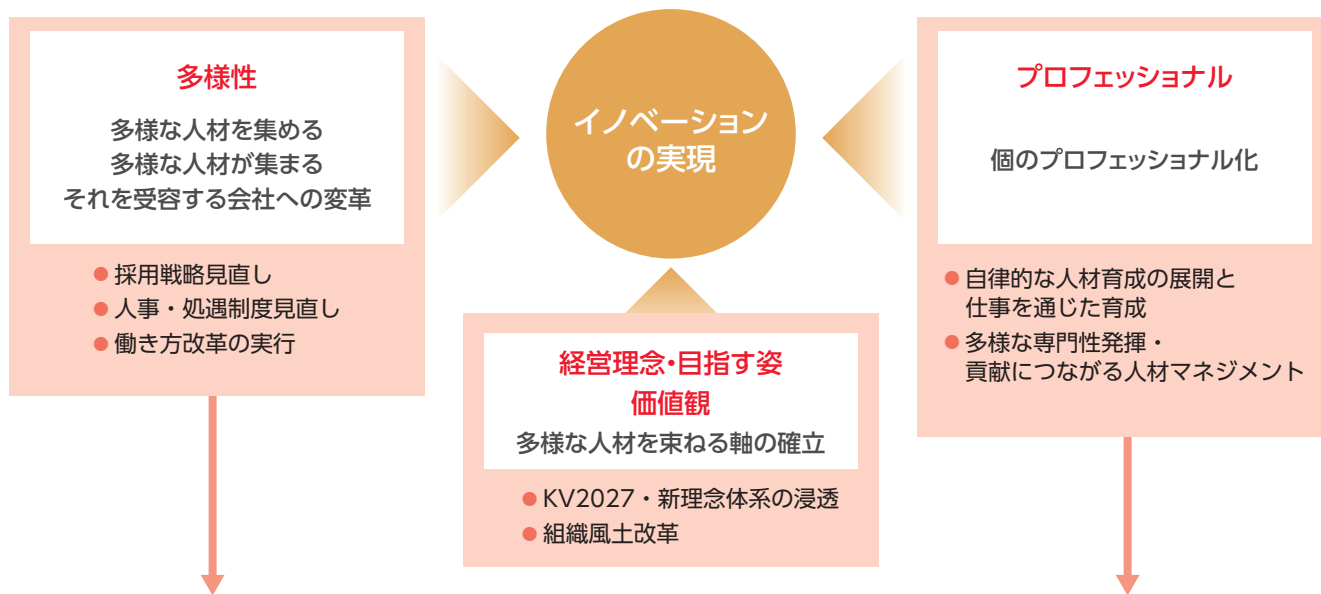 多様性
多様な人材を集める
多様な人材が集まる
それを受容する会社への変革
● 採用戦略見直し
● 人事・処遇制度見直し
● 働き方改革の実行
イノベーション
の実現
経営理念・目指す姿
価値観
多様な人材を束ねる軸の確立
● KV2027・新理念体系の浸透
● 組織風土改革
プロフェッショナル
個のプロフェッショナル化
● 自律的な人材育成の展開と
仕事を通じた育成
● 多様な専門性発揮・
貢献につながる人材マネジメント